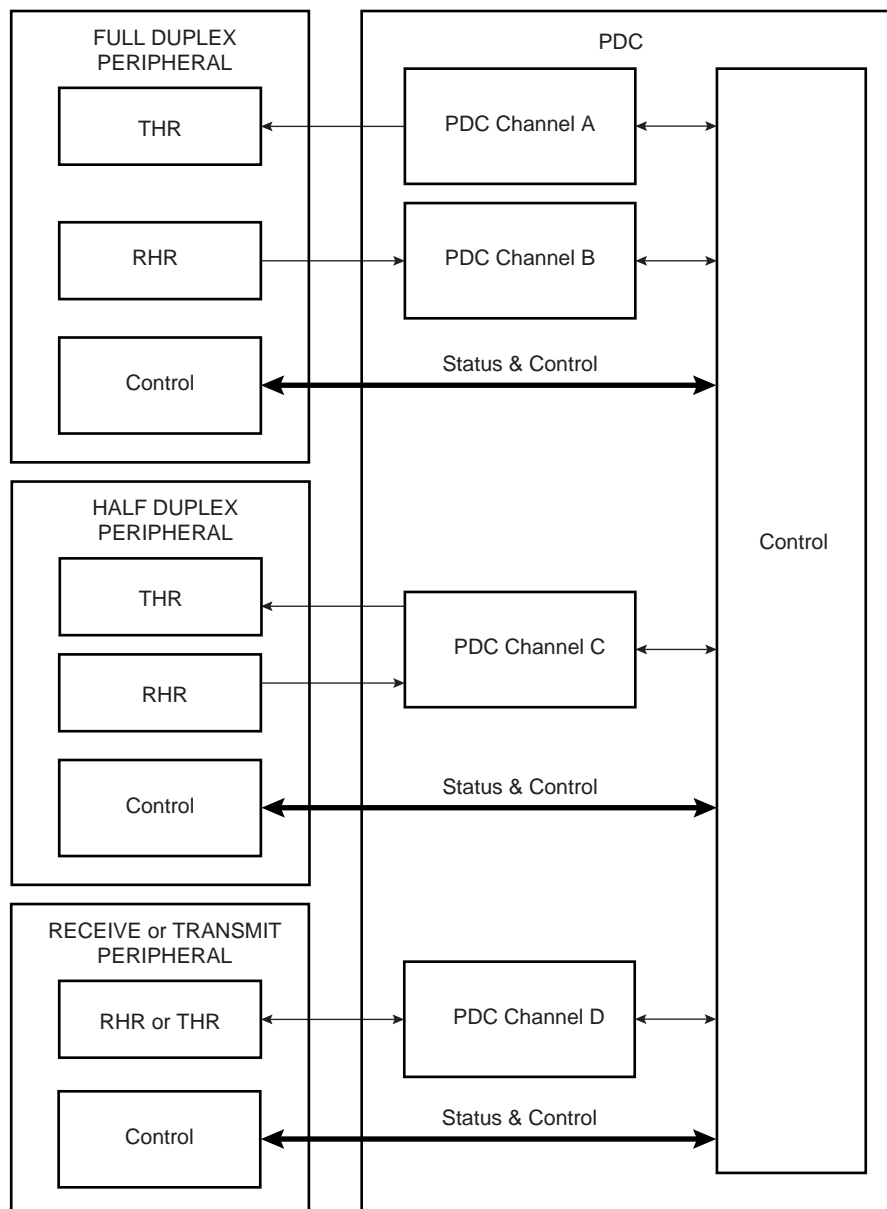 FULL DUPLEX
PERIPHERAL
THR
RHR
Control
PDC
PDC Channel A
PDC Channel B
Status & Control
HALF DUPLEX
PERIPHERAL
THR
RHR
Control
PDC Channel C
Status & Control
Control
RECEIVE or TRANSMIT
PERIPHERAL
RHR or THR
Control
PDC Channel D
Status & Control